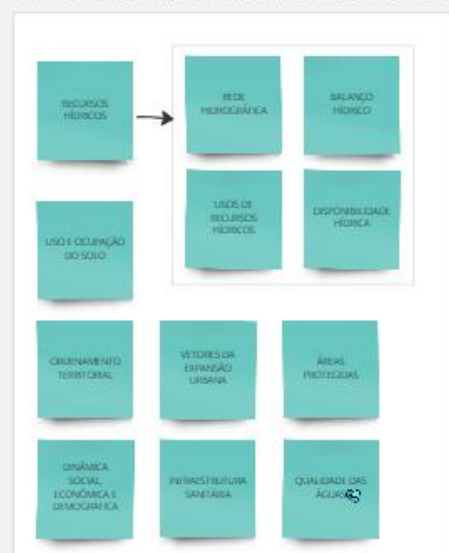 RECURSOS
HÍDRICOS
REDE
HIDROGRÁFICA
BALANÇO
HÍDRICO
USOS DE
RECURSOS
HÍDRICOS
DISPONIBILIDADE
HÍDRICA
USO E OCUPAÇÃO
DO SOLO
ORDENAMENTO
TERRITORIAL
VETORES DA
EXPANSÃO
URBANA
ÁREAS
PROTEGIDAS
DINÂMICA
SOCIAL,
ECONÔMICA E
DEMOGRÁFICA
INFRAESTRUTURA
SANITÁRIA
QUALIDADE DAS
ÁGUAS